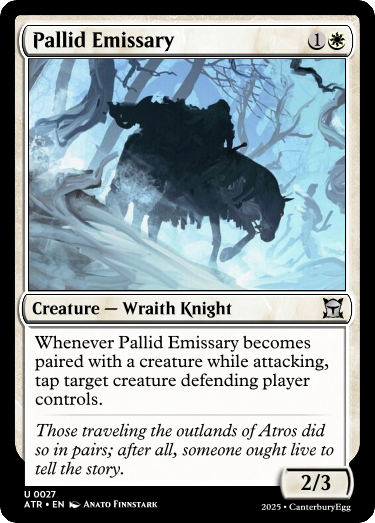 Pallid Emissary 1
Creature — Wraith Knight
Whenever Pallid Emissary becomes
paired with a creature while attacking,
tap target creature defending player
controls.
Those traveling the outlands of Atros did
so in pairs; after all, someone ought live to
tell the story.
2/3
U 0027
ATR • EN Anato Finnstark
2025 • CanterburyEgg